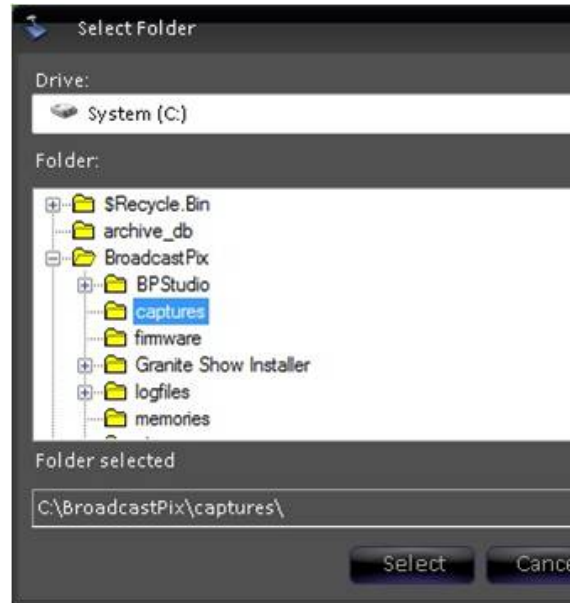 Select Folder
Drive:
System (C:)
Folder:
$Recycle.Bin
archive_db
BroadcastPix
BPStudio
captures
firmware
Granite Show Installer
logfiles
memories
Folder selected
C:\BroadcastPix\captures\
Select Cance